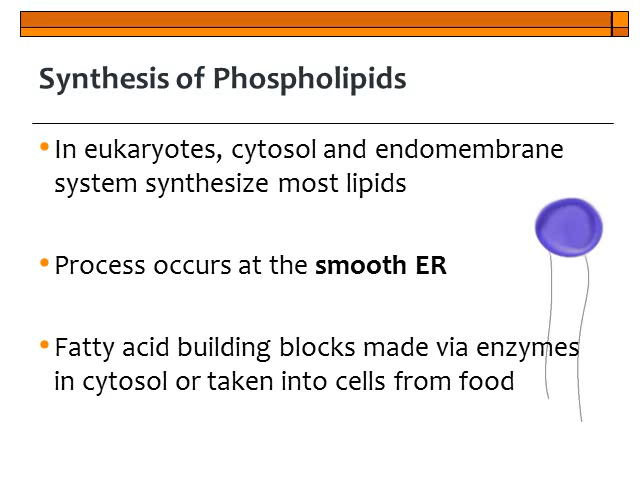 Synthesis of Phospholipids
• In eukaryotes, cytosol and endomembrane
system synthesize most lipids
• Process occurs at the smooth ER
• Fatty acid building blocks made via enzymes
in cytosol or taken into cells from food